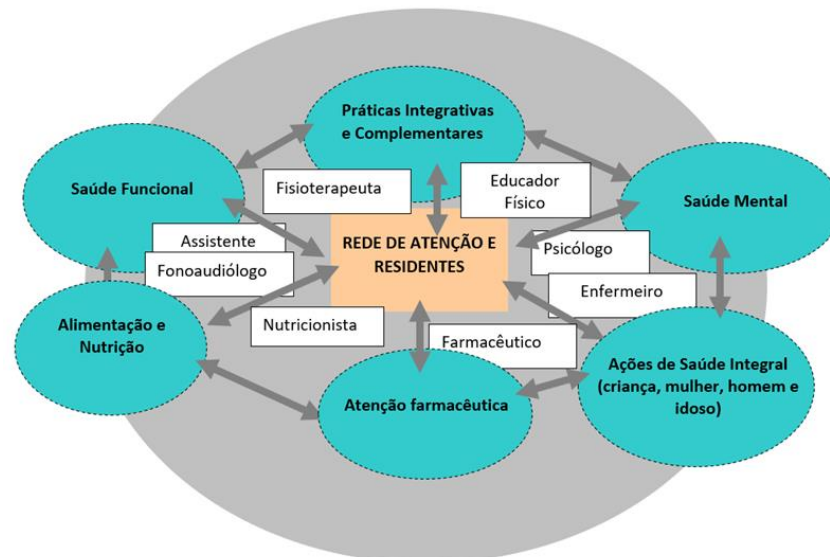 Práticas Integrativas
e Complementares
Saúde Funcional
Fisioterapeuta
Educador
Físico
Saúde Mental
Assistente
Fonoaudiólogo
REDE DE ATENÇÃO E
RESIDENTES
Psicólogo
Enfermeiro
Alimentação e
Nutrição
Nutricionista
Farmacêutico
Ações de Saúde Integral
(criança, mulher, homem e
idoso)
Atenção farmacêutica